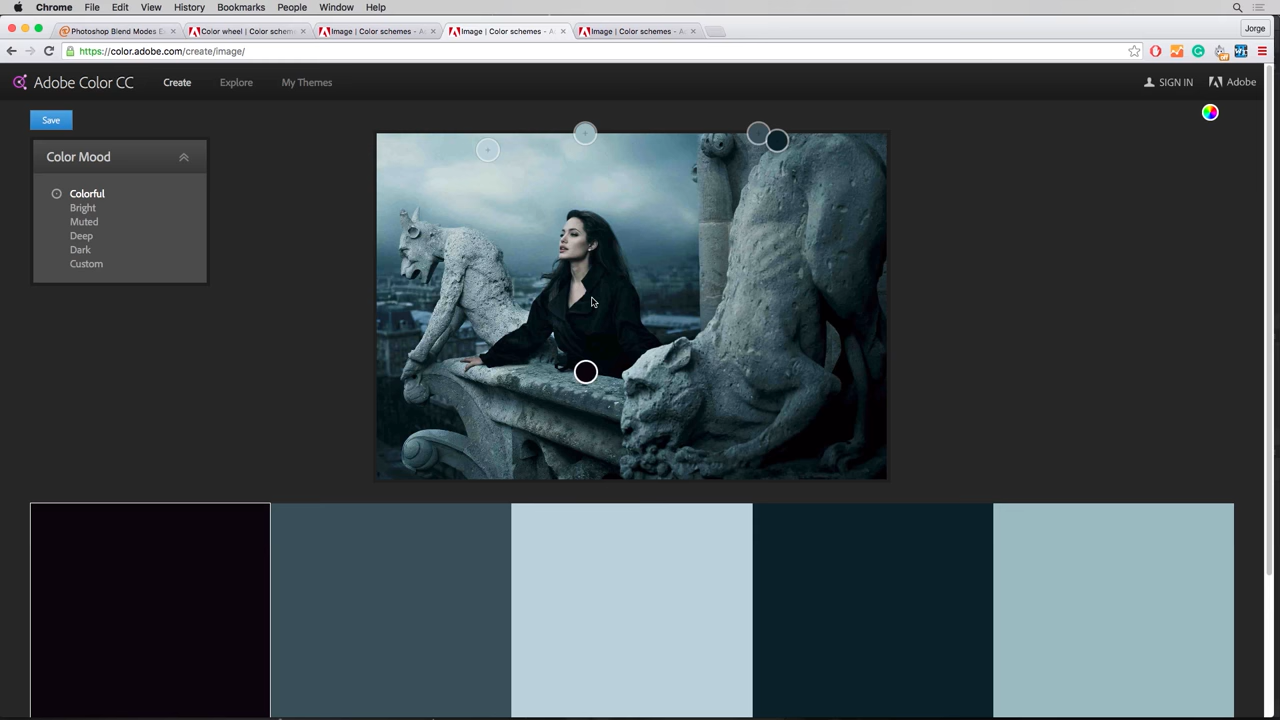 Chrome File Edit View History Bookmarks People Window Help
Photoshop Blend Modes E
Color wheel | Color schem
Image | Color schemes - A
Image | Color schemes - A
Image | Color schemes - A
Jorge
https://color.adobe.com/create/image/
Adobe Color CC Create Explore My Themes SIGN IN Adobe
Save
Color Mood
Colorful
Bright
Muted
Deep
Dark
Custom